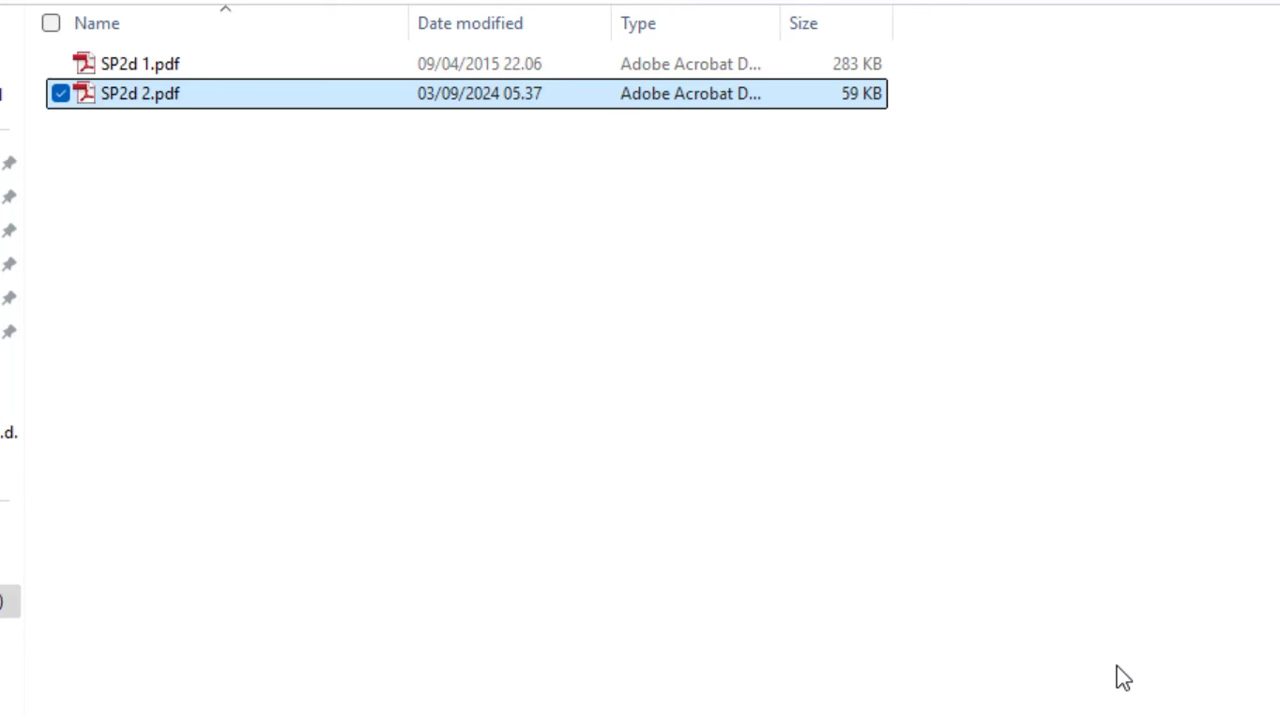 Name Date modified Type Size
SP2d 1.pdf 09/04/2015 22.06 Adobe Acrobat D... 283 KB
SP2d 2.pdf 03/09/2024 05.37 Adobe Acrobat D... 59 KB
.d.
)